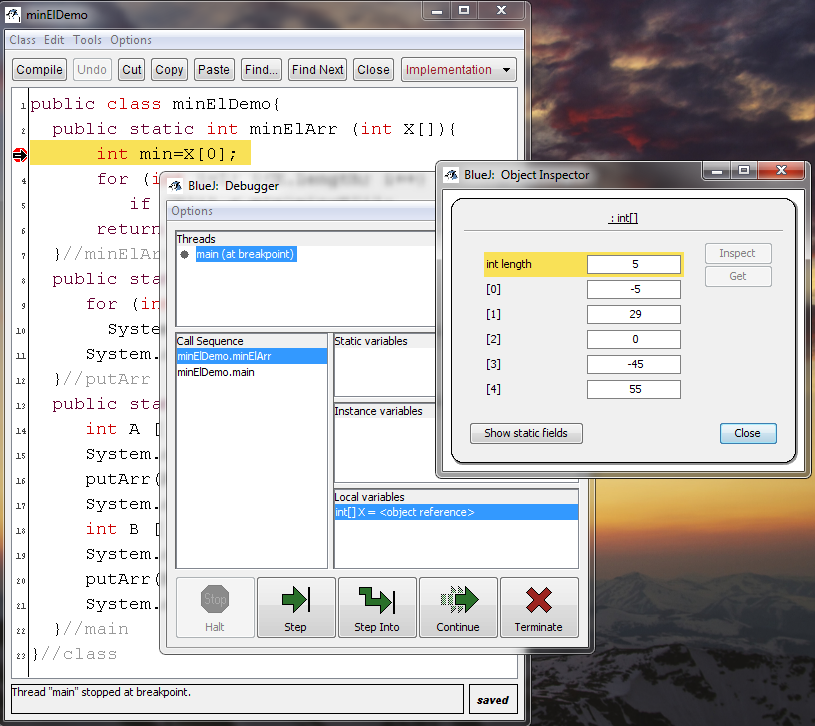 minElDemo
Class Edit Tools Options
Compile Undo Cut Copy Paste Find... Find Next Close Implementation
1 public class minElDemo{
2 public static int minElArr (int X[]){
int min=X[0];
4 for (in
5 if
6 return
7 }//minElAr
8 public sta
9 for (in
10 System
11 System.
12 }//putArr
13 public sta
14 int A [
15 System.
16 putArr(
17 System.
18 int B [
19 System.
20 putArr(
21 System.
22 }//main
23 }//class
Thread "main" stopped at breakpoint.
saved
BlueJ: Debugger
Options
Threads
main (at breakpoint)
Call Sequence
minElDemo.minElArr
minElDemo.main
Static variables
Instance variables
Local variables
int[] X = <object reference>
Stop
Halt Step Step Into Continue Terminate
BlueJ: Object Inspector
: int[]
int length 5
[0] -5
[1] 29
[2] 0
[3] -45
[4] 55
Inspect
Get
Show static fields
Close